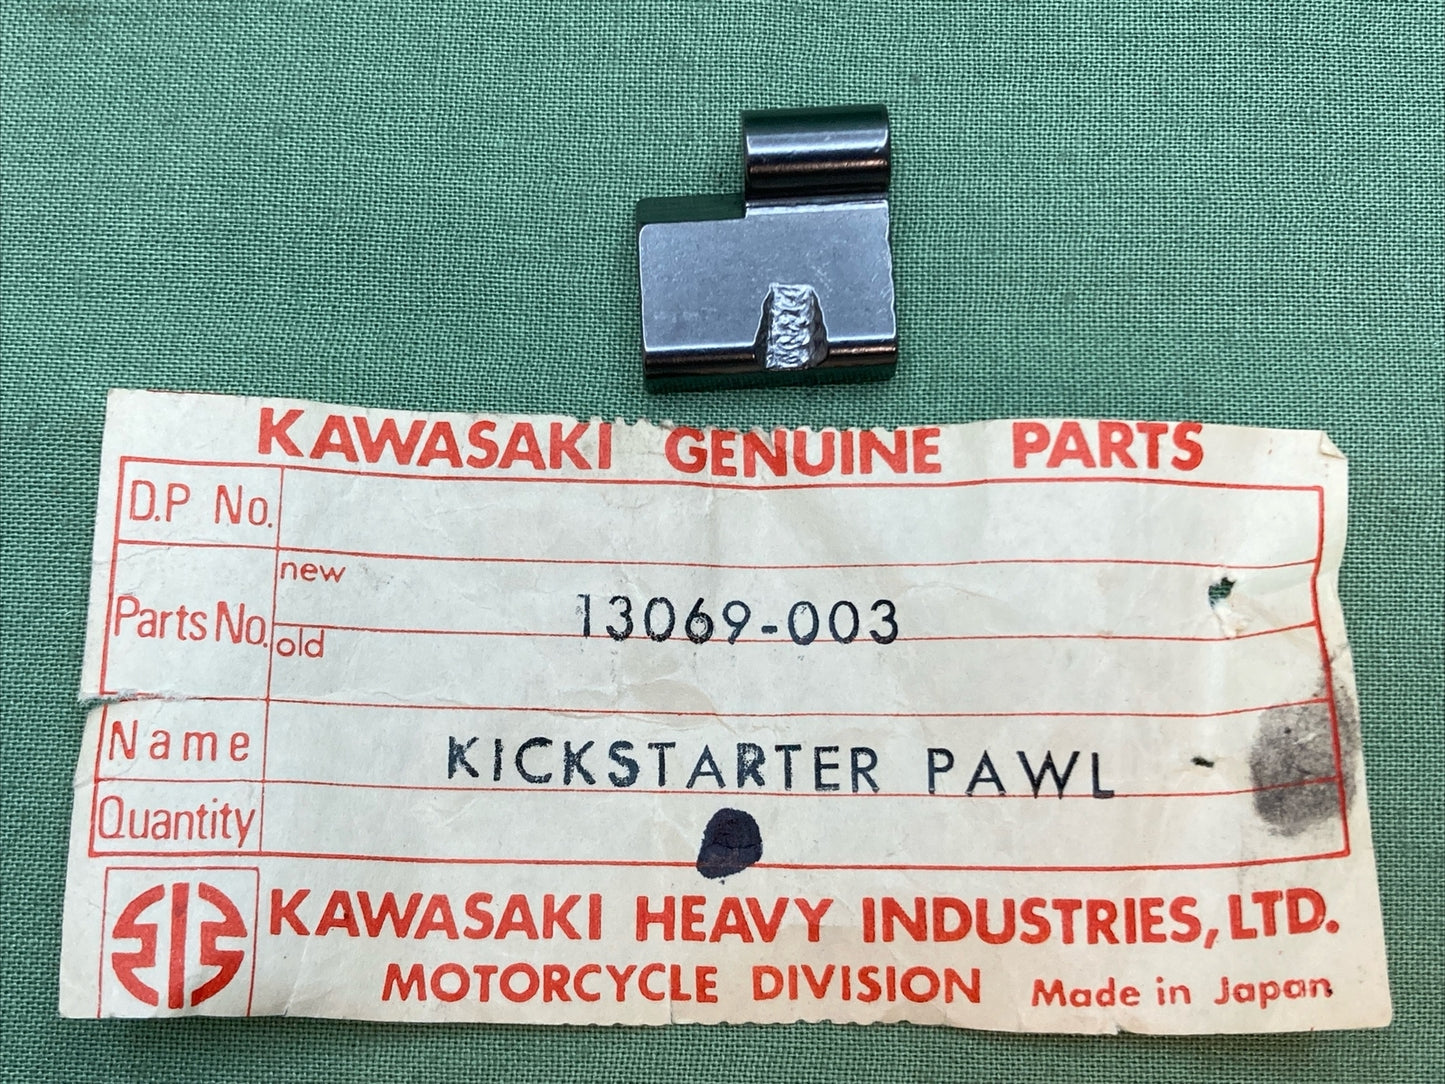 KAWASAKI GENUINE PARTS
D.P No.
Parts No.
new
13069-003
old
Name KICKSTARTER PAWL
Quantity
KAWASAKI HEAVY INDUSTRIES, LTD.
MOTORCYCLE DIVISION Made in Japan